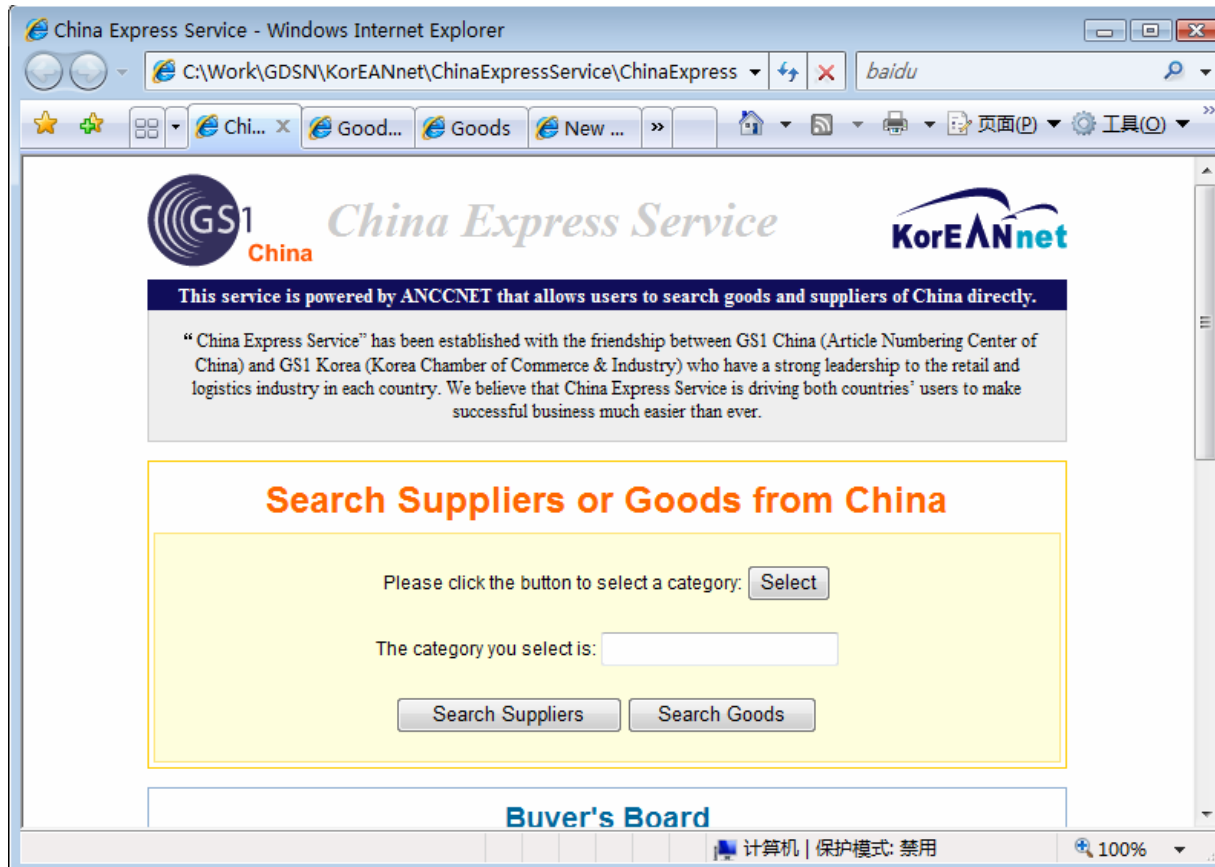 China Express Service - Windows Internet Explorer
C:\Work\GDSN\KorEANnet\ChinaExpressService\ChinaExpress
baidu
Chi...
Good...
Goods
New ...
»
页面(P)
工具(O)
»
GS1
China
China Express Service
KorEANnet
This service is powered by ANCCNET that allows users to search goods and suppliers of China directly.
“ China Express Service” has been established with the friendship between GS1 China (Article Numbering Center of
China) and GS1 Korea (Korea Chamber of Commerce & Industry) who have a strong leadership to the retail and
logistics industry in each country. We believe that China Express Service is driving both countries’ users to make
successful business much easier than ever.
Search Suppliers or Goods from China
Please click the button to select a category: Select
The category you select is:
Search Suppliers Search Goods
Buyer's Board
计算机 | 保护模式: 禁用
100%